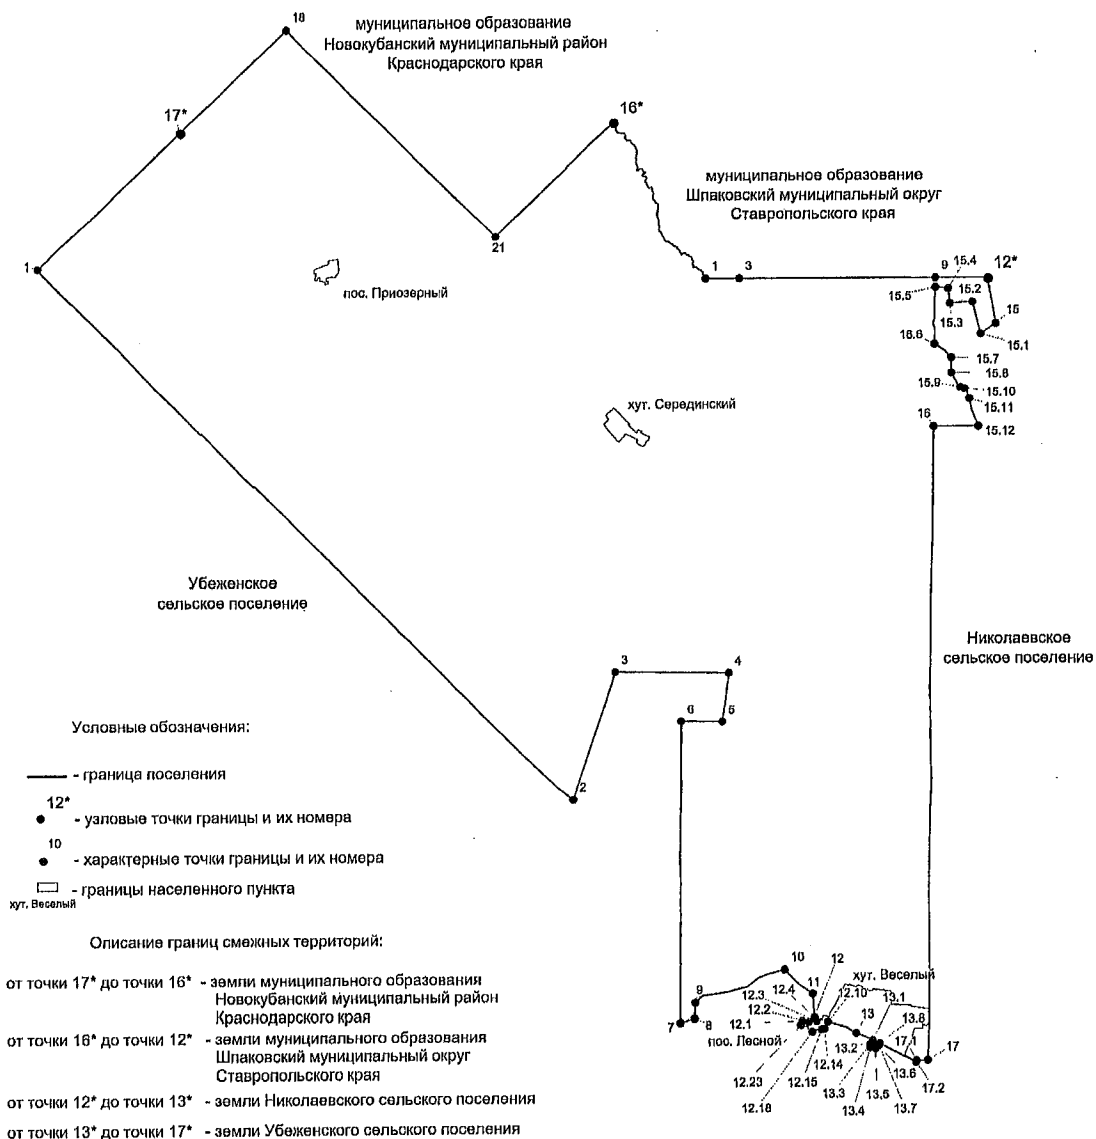 18
муниципальное образование
Новокубанский муниципальный район
Краснодарского края
17*
16*
муниципальное образование
Шпаковский муниципальный округ
Ставропольского края
21
1
пос. Приозерный
1
3
9
15.4
12*
15.5
15.2
15.3
15
15.1
16.6
15.7
15.8
15.9
15.10
15.11
16
15.12
хут. Серединский
Убеженское
сельское поселение
Николаевское
сельское поселение
3
4
6
5
2
Условные обозначения:
- граница поселения
12*
- узловые точки границы и их номера
10
- характерные точки границы и их номера
- границы населенного пункта
хут. Веселый
Описание границ смежных территорий:
от точки 17* до точки 16* - земли муниципального образования
Новокубанский муниципальный район
Краснодарского края
от точки 16* до точки 12* - земли муниципального образования
Шпаковский муниципальный округ
Ставропольского края
от точки 12* до точки 13* - земли Николаевского сельского поселения
от точки 13* до точки 17* - земли Убеженского сельского поселения
10
12
хут. Веселый
11
12.4
12.3
12.10
13.1
9
12.2
13
13.8
7
8
12.1
17.1
17
пос. Лесной
13.2
12.14
13.6
12.23
12.15
13.3
13.5
17.2
12.18
13.4
13.7